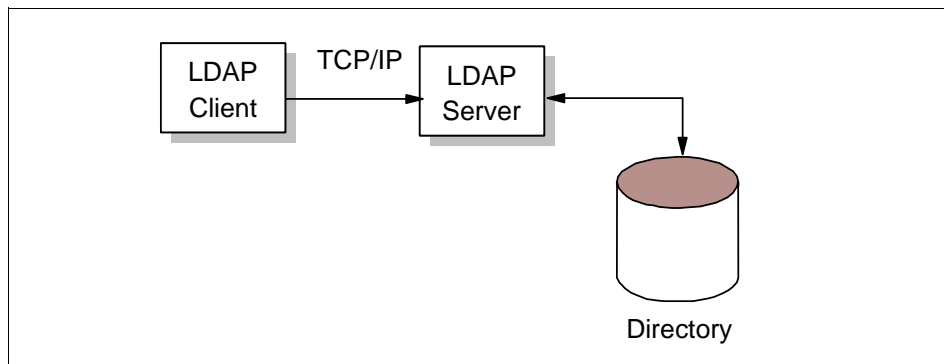 LDAP
Client
TCP/IP
LDAP
Server
Directory